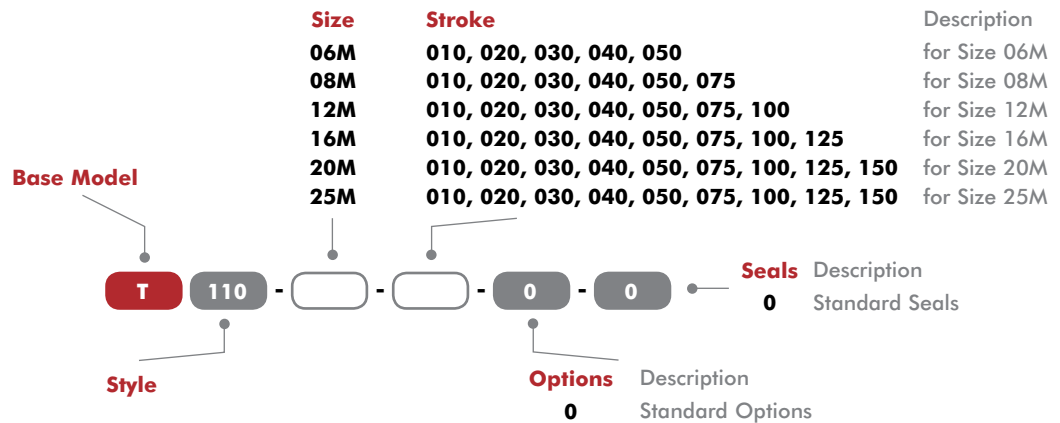 Size Stroke Description
06M 010, 020, 030, 040, 050 for Size 06M
08M 010, 020, 030, 040, 050, 075 for Size 08M
12M 010, 020, 030, 040, 050, 075, 100 for Size 12M
16M 010, 020, 030, 040, 050, 075, 100, 125 for Size 16M
20M 010, 020, 030, 040, 050, 075, 100, 125, 150 for Size 20M
Base Model
25M 010, 020, 030, 040, 050, 075, 100, 125, 150 for Size 25M
T 110 - - - 0 - 0
Seals Description
0 Standard Seals
Style
Options Description
0 Standard Options